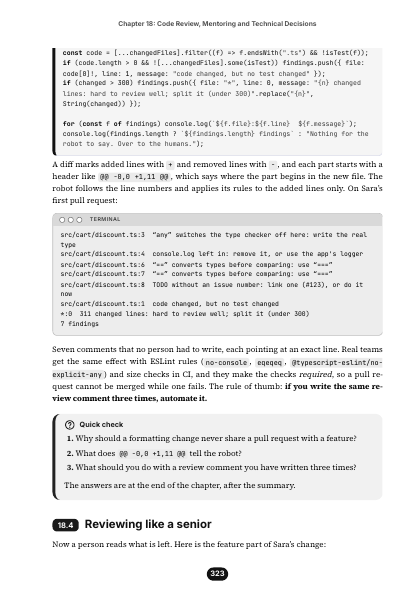 Chapter 18: Code Review, Mentoring and Technical Decisions
const code = [...changedFiles].filter((f) => f.endsWith(".ts") && !isTest(f));
if (code.length > 0 && ![...changedFiles].some(isTest)) findings.push({ file:
code[0]!, line: 1, message: "code changed, but no test changed" });
if (changed > 300) findings.push({ file: "*", line: 0, message: "{n} changed
lines: hard to review well; split it (under 300)".replace("{n}",
String(changed)) });
for (const f of findings) console.log(`${f.file}:${f.line}  ${f.message}`);
console.log(findings.length ? `${findings.length} findings` : "Nothing for the
robot to say. Over to the humans.");
A diff marks added lines with + and removed lines with -, and each part starts with a
header like @@ -0,0 +1,11 @@, which says where the part begins in the new file. The
robot follows the line numbers and applies its rules to the added lines only. On Sara's
first pull request:
TERMINAL
src/cart/discount.ts:3  "any" switches the type checker off here: write the real
type
src/cart/discount.ts:4  console.log left in: remove it, or use the app's logger
src/cart/discount.ts:6  "==" converts types before comparing: use "==="
src/cart/discount.ts:7  "==" converts types before comparing: use "==="
src/cart/discount.ts:8  TODO without an issue number: link one (#123), or do it
now
src/cart/discount.ts:1  code changed, but no test changed
*:0  311 changed lines: hard to review well; split it (under 300)
7 findings
Seven comments that no person had to write, each pointing at an exact line. Real teams
get the same effect with ESLint rules (no-console, eqeqeq, @typescript-eslint/no-
explicit-any) and size checks in CI, and they make the checks required, so a pull re-
quest cannot be merged while one fails. The rule of thumb: if you write the same re-
view comment three times, automate it.
Quick check
1. Why should a formatting change never share a pull request with a feature?
2. What does @@ -0,0 +1,11 @@ tell the robot?
3. What should you do with a review comment you have written three times?
The answers are at the end of the chapter, after the summary.
18.4 Reviewing like a senior
Now a person reads what is left. Here is the feature part of Sara's change:
323